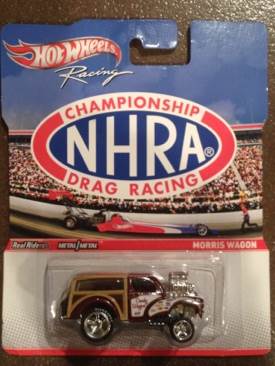 HOT WHEELS
Racing
CHAMPIONSHIP
NHRA®
DRAG RACING
Real Riders METAL/METAL
MORRIS WAGON